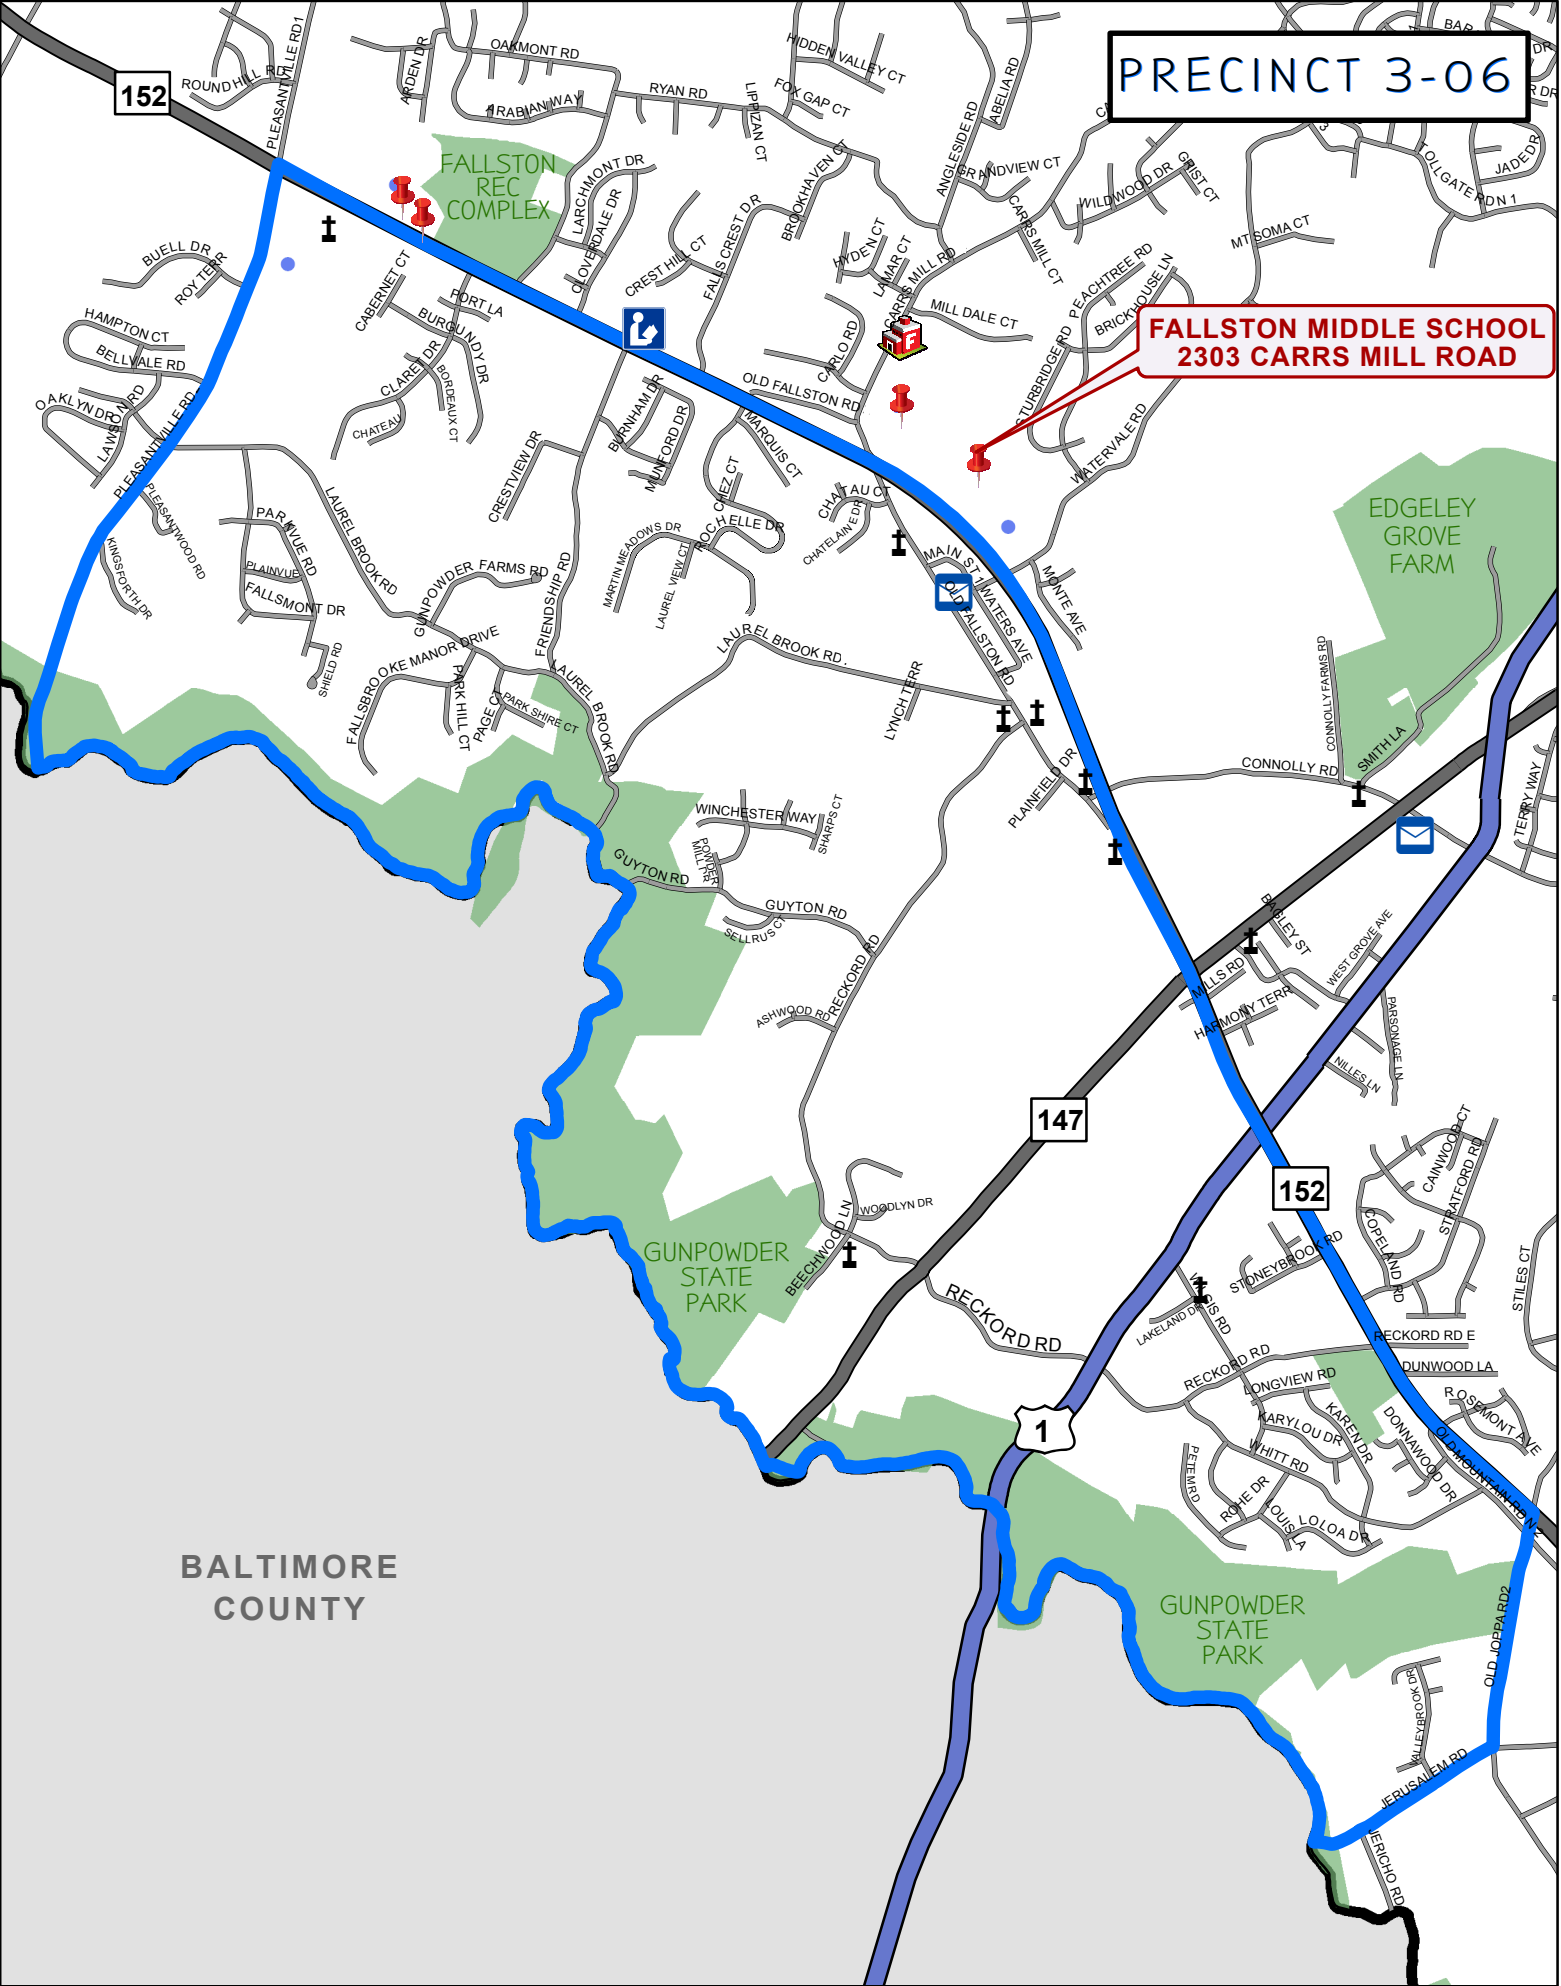 PRECINCT 3-06
BAR
DR
R DR
152
ROUND HILL RD
PLEASANTVILLE RD1
ARDEN DR
OAKMONT RD
ARABIAN WAY
RYAN RD
LIPPIZAN CT
HIDDEN VALLEY CT
FOX GAP CT
ABELIA RD
ANGLESIDE RD
GRANDVIEW CT
WILDWOOD DR
GRIST CT
CARRS MILL CT
TOLLGATE RD N 1
JADES DR
MT SOMA CT
FALLSTON
REC
COMPLEX
LARCHMONT DR
CLOVERDALE DR
BROOKHAVEN CT
FALLS CREST DR
CREST HILL CT
HYDEN CT
LAMAR CT
CARRS MILL RD
PEACHTREE RD
BRICKHOUSE LN
MILL DALE CT
STURBRIDGE RD
WATERVALE RD
CARLO RD
FALLSTON MIDDLE SCHOOL
2303 CARRS MILL ROAD
BUELL DR
ROY TERR
HAMPTON CT
BELLVALE RD
OAKLYN DR
LAWSON RD
PLEASANTVILLE RD
PLEASANTWOOD RD
KINGSFORTH DR
CABERNET CT
PORT LA
BURGUNDY DR
CLARET DR
BORDEAUX CT
CHATEAU
OLD FALLSTON RD
MARQUIS CT
BURNHAM DR
MUNFORD DR
CRESTVIEW DR
CHEZ CT
ROCHELLE DR
MARTIN MEADOWS DR
LAUREL VIEW CT
CHATAU CT
CHATELAINE DR
MAIN ST 1
WATERS AVE
OLD FALLSTON RD
MONTE AVE
EDGELEY
GROVE
FARM
PARKVUE RD
PLAINVUE
FALLSMONT DR
SHIELD RD
LAUREL BROOK RD
GUNPOWDER FARMS RD
FRIENDSHIP RD
FALLSBROOKE MANOR DRIVE
PARK HILL CT
PAGE CT
PARK SHIRE CT
LAUREL BROOK RD
LAUREL BROOK RD.
LYNCH TERR
PLAINFIELD DR
CONNOLLY FARMS RD
CONNOLLY RD
SMITH LA
TERRY WAY
WINCHESTER WAY
SHARPS CT
POWDER
MILL DR
GUYTON RD
GUYTON RD
SELLRUS CT
RECKORD RD
ASHWOOD RD
BAGLEY ST
WEST GROVE AVE
MILLS RD
HARMONY TERR
PARSONAGE LN
NILLES LN
147
152
CAINWOOD CT
STRATFORD RD
COPELAND RD
STILES CT
STONEYBROOK RD
WOODLYN DR
BEECHWOOD LN
GUNPOWDER
STATE
PARK
RECKORD RD
LAKELAND DR
RECKORD RD
RECKORD RD E
DUNWOOD LA
LONGVIEW RD
KARYLOU DR
KAREN DR
ROSEMONT AVE
DONNAWOOD DR
OLD MOUNTAIN RD N 2
WHITT RD
PETEM RD
ROHE DR
LOUIS LA
LOLOA DR
1
BALTIMORE
COUNTY
GUNPOWDER
STATE
PARK
OLD JOPPA RD2
VALLEYBROOK DR
JERUSALEM RD
JERICHO RD